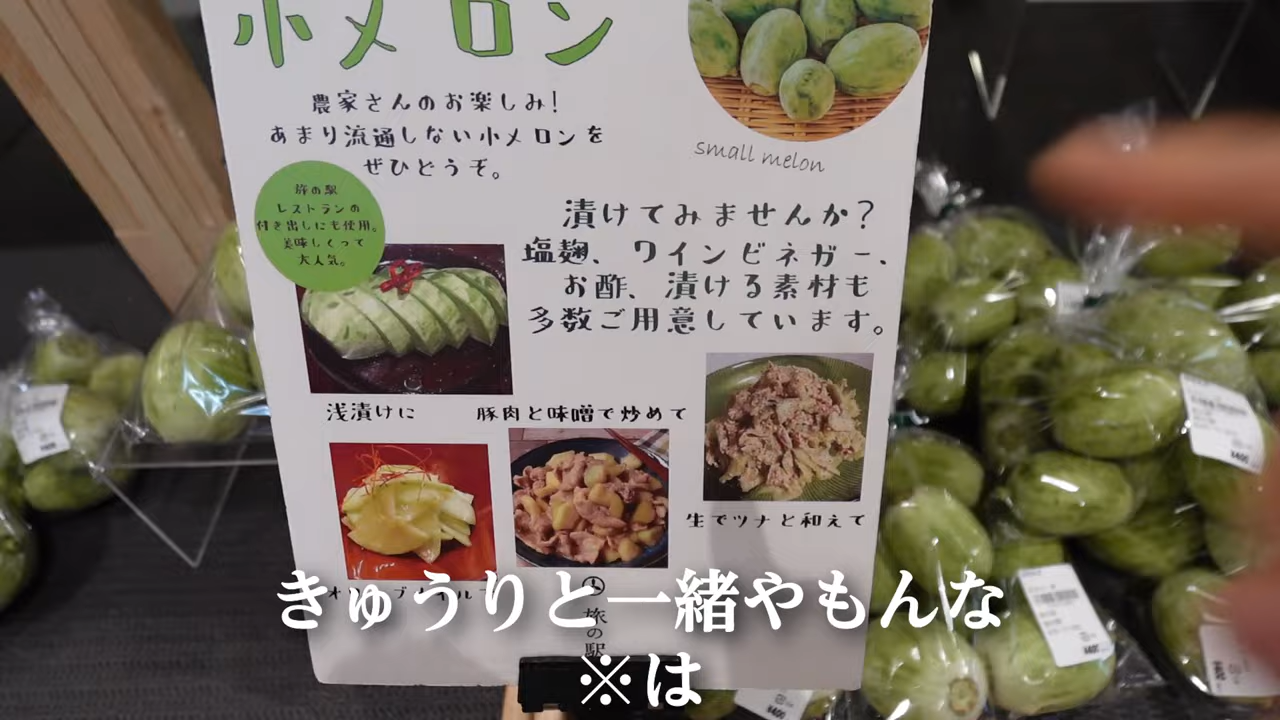 小メロン
農家さんのお楽しみ!
あまり流通しない小メロンを
ぜひどうぞ。
small melon
旅の駅
レストランの
付き出しにも使用。
美味しくって
大人気。
漬けてみませんか?
塩麹、ワインビネガー、
お酢、漬ける素材も
多数ご用意しています。
浅漬けに
豚肉と味噌で炒めて
生でツナと和えて
旅の駅
きゅうりと一緒やもんな
※は
¥400
¥400
¥400